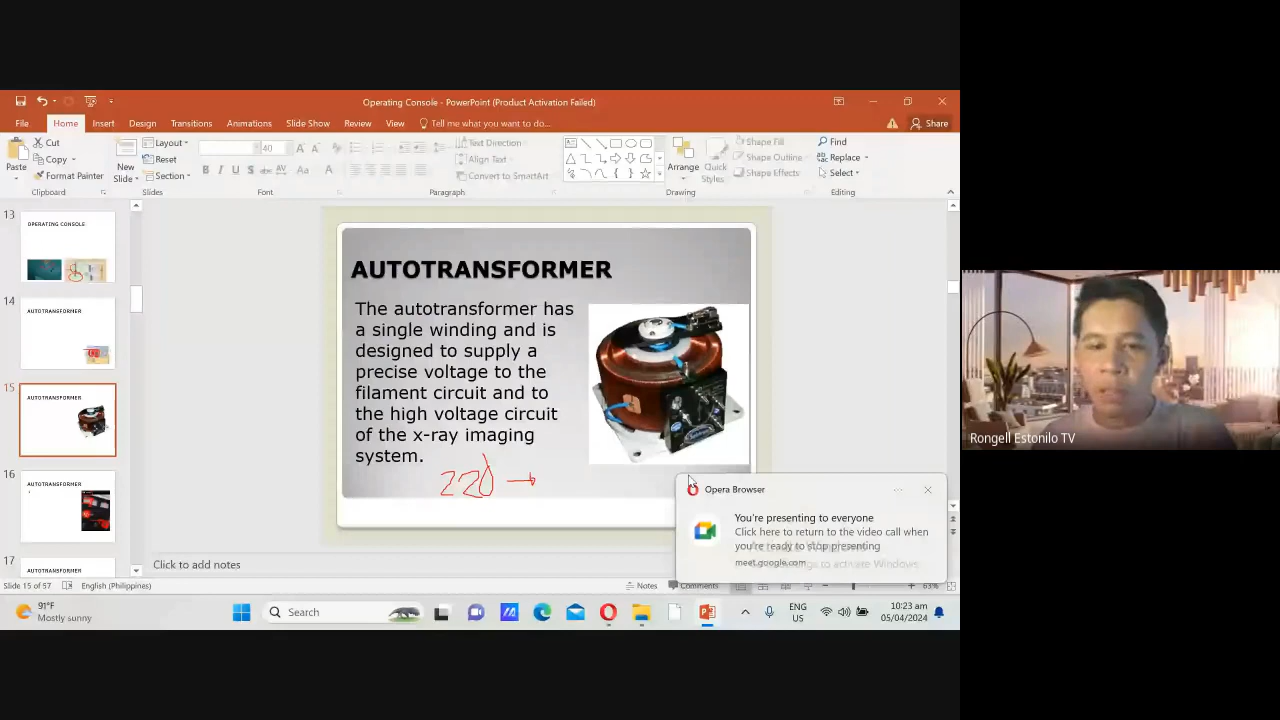 Operating Console - PowerPoint (Product Activation Failed)
File Home Insert Design Transitions Animations Slide Show Review View Tell me what you want to do... Share
Paste
Cut
Copy
Format Painter
Clipboard
New
Slide
Layout
Reset
Section
Slides
40
B I U S abc AV Aa A
Font
Text Direction
Align Text
Convert to SmartArt
Paragraph
Arrange
Quick
Styles
Shape Fill
Shape Outline
Shape Effects
Drawing
Find
Replace
Select
Editing
13
OPERATING CONSOLE
14
AUTOTRANSFORMER
15
AUTOTRANSFORMER
16
AUTOTRANSFORMER
17
AUTOTRANSFORMER
AUTOTRANSFORMER
The autotransformer has
a single winding and is
designed to supply a
precise voltage to the
filament circuit and to
the high voltage circuit
of the x-ray imaging
system.
220 →
Rongell Estonilo TV
Opera Browser
You're presenting to everyone
Click here to return to the video call when
you're ready to stop presenting
meet.google.com
Click to add notes
Slide 15 of 57 English (Philippines) Notes Comments 63%
91°F
Mostly sunny
Search
ENG
US
10:23 am
05/04/2024